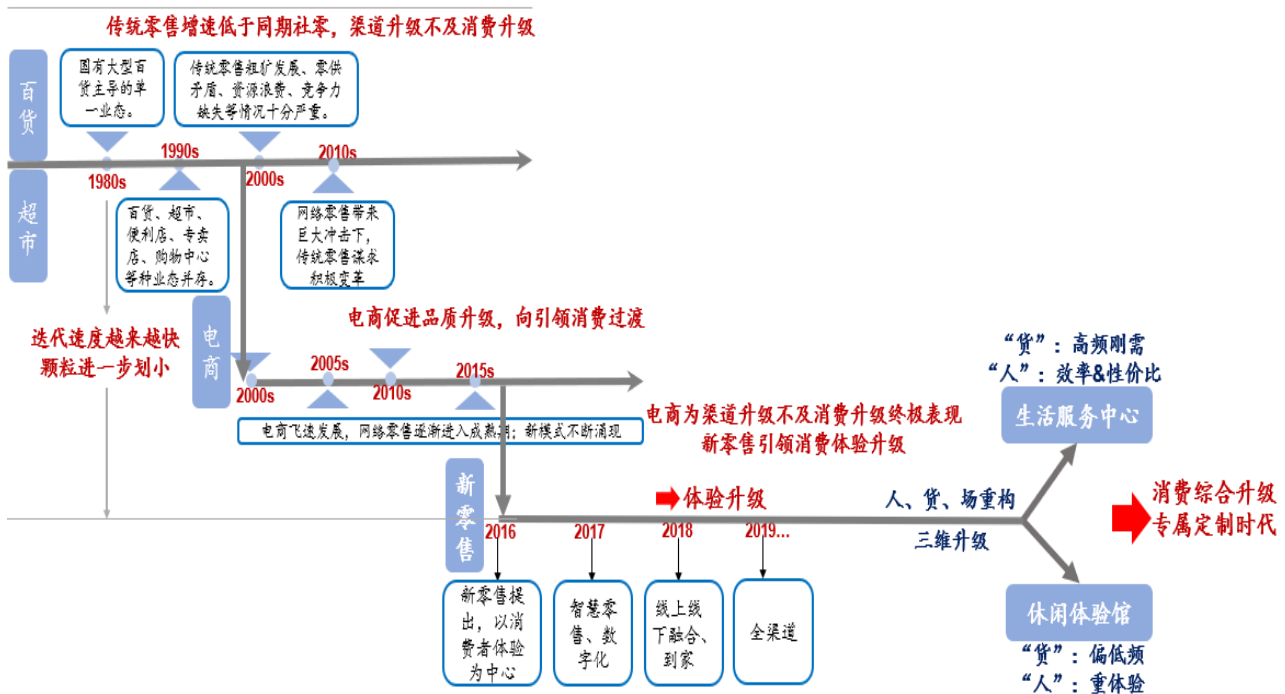 传统零售增速低于同期社零，渠道升级不及消费升级
百货
国有大型百
货主导的单
一业态。
传统零售粗犷发展、零供
矛盾、资源浪费、竞争力
缺失等情况十分严重。
1990s
2010s
1980s
2000s
超市
百货、超市、
便利店、专卖
店、购物中心
等种业态并存。
网络零售带来
巨大冲击下，
传统零售谋求
积极变革
迭代速度越来越快
颗粒进一步划小
电商
电商促进品质升级，向引领消费过渡
2005s
2015s
2000s
2010s
电商飞速发展，网络零售逐渐进入成熟期；新模式不断涌现
电商为渠道升级不及消费升级终极表现
新零售引领消费体验升级
“货”：高频刚需
“人”：效率&性价比
生活服务中心
新零售
体验升级
人、货、场重构
三维升级
消费综合升级
专属定制时代
2016
2017
2018
2019...
新零售提
出，以消
费者体验
为中心
智慧零
售、数
字化
线上线
下融合、
到家
全渠道
休闲体验馆
“货”：偏低频
“人”：重体验